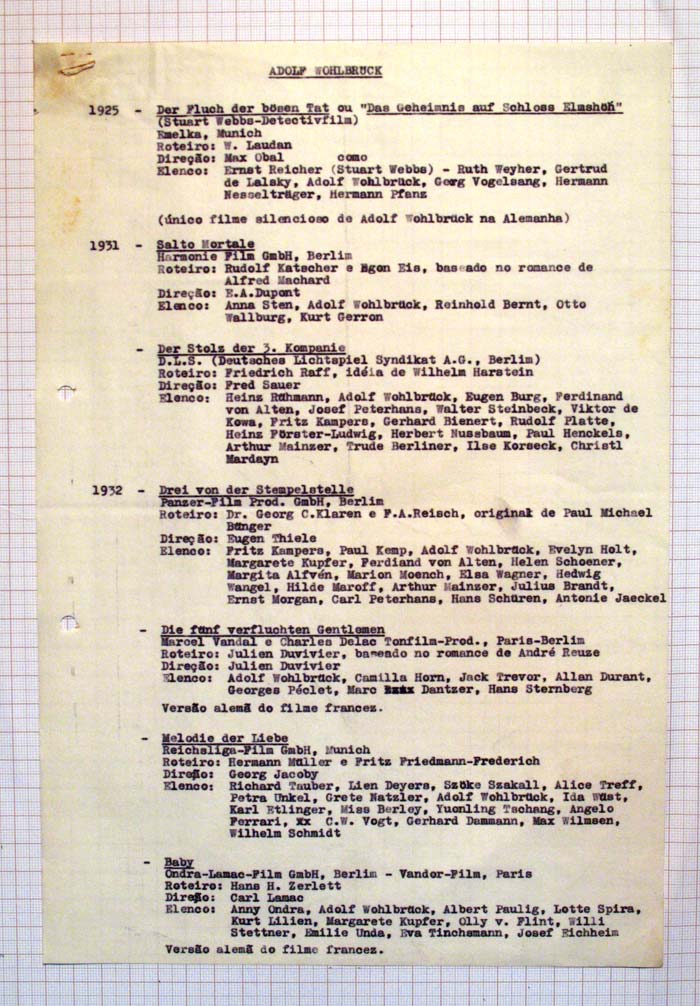 ADOLF WOHLBRÜCK
1925 - Der Fluch der bösen Tat ou "Das Geheimnis auf Schloss Elmshöh"
(Stuart Webbs-Detectivfilm)
Emelka, Munich
Roteiro: W. Laudan
Direção: Max Obal como
Elenco: Ernst Reicher (Stuart Webbs) - Ruth Weyher, Gertrud
de Lalsky, Adolf Wohlbrück, Georg Vogelsang, Hermann
Nesselträger, Hermann Pfanz
(único filme silencioso de Adolf Wohlbrück na Alemanha)
1931 - Salto Mortale
Harmonie Film GmbH, Berlim
Roteiro: Rudolf Katscher e Egon Eis, baseado no romance de
Alfred Machard
Direção: E.A.Dupont
Elenco: Anna Sten, Adolf Wohlbrück, Reinhold Bernt, Otto
Wallburg, Kurt Gerron
- Der Stolz der 3. Kompanie
D.L.S. (Deutsches Lichtspiel Syndikat A.G., Berlim)
Roteiro: Friedrich Raff, idéia de Wilhelm Harstein
Direção: Fred Sauer
Elenco: Heinz Rühmann, Adolf Wohlbrück, Eugen Burg, Ferdinand
von Alten, Josef Peterhans, Walter Steinbeck, Viktor de
Kowa, Fritz Kampers, Gerhard Bienert, Rudolf Platte,
Heinz Förster-Ludwig, Herbert Nussbaum, Paul Henckels,
Arthur Mainzer, Trude Berliner, Ilse Korseck, Christl
Mardayn
1932 - Drei von der Stempelstelle
Panzer-Film Prod. GmbH, Berlim
Roteiro: Dr. Georg C.Klaren e F.A.Reisch, original de Paul Michael
Bünger
Direção: Eugen Thiele
Elenco: Fritz Kampers, Paul Kemp, Adolf Wohlbrück, Evelyn Holt,
Margarete Kupfer, Ferdiand von Alten, Helen Schoener,
Margita Alfvén, Marion Moench, Elsa Wagner, Hedwig
Wangel, Hilde Maroff, Arthur Mainzer, Julius Brandt,
Ernst Morgan, Carl Peterhans, Hans Schüren, Antonie Jaeckel
- Die fünf verfluchten Gentlemen
Marcel Vandal e Charles Delac Tonfilm-Prod., Paris-Berlim
Roteiro: Julien Duvivier, baseado no romance de André Reuze
Direção: Julien Duvivier
Elenco: Adolf Wohlbrück, Camilla Horn, Jack Trevor, Allan Durant,
Georges Péclet, Marc Dantzer, Hans Sternberg
Versão alemã do filme francez.
- Melodie der Liebe
Reichsliga-Film GmbH, Munich
Roteiro: Hermann Müller e Fritz Friedmann-Frederich
Direção: Georg Jacoby
Elenco: Richard Tauber, Lien Deyers, Szöke Szakall, Alice Treff,
Petra Unkel, Grete Natzler, Adolf Wohlbrück, Ida Wüst,
Karl Etlinger, Miss Berley, Yuonling Tschang, Angelo
Ferrari, xx C.W. Vogt, Gerhard Dammann, Max Wilmsen,
Wilhelm Schmidt
- Baby
Ondra-Lamac-Film GmbH, Berlim - Vandor-Film, Paris
Roteiro: Hans H. Zerlett
Direção: Carl Lamac
Elenco: Anny Ondra, Adolf Wohlbrück, Albert Paulig, Lotte Spira,
Kurt Lilien, Margarete Kupfer, Olly v. Flint, Willi
Stettner, Emilie Unda, Eva Tinchsmann, Josef Eichheim
Versão alemã do filme francez.